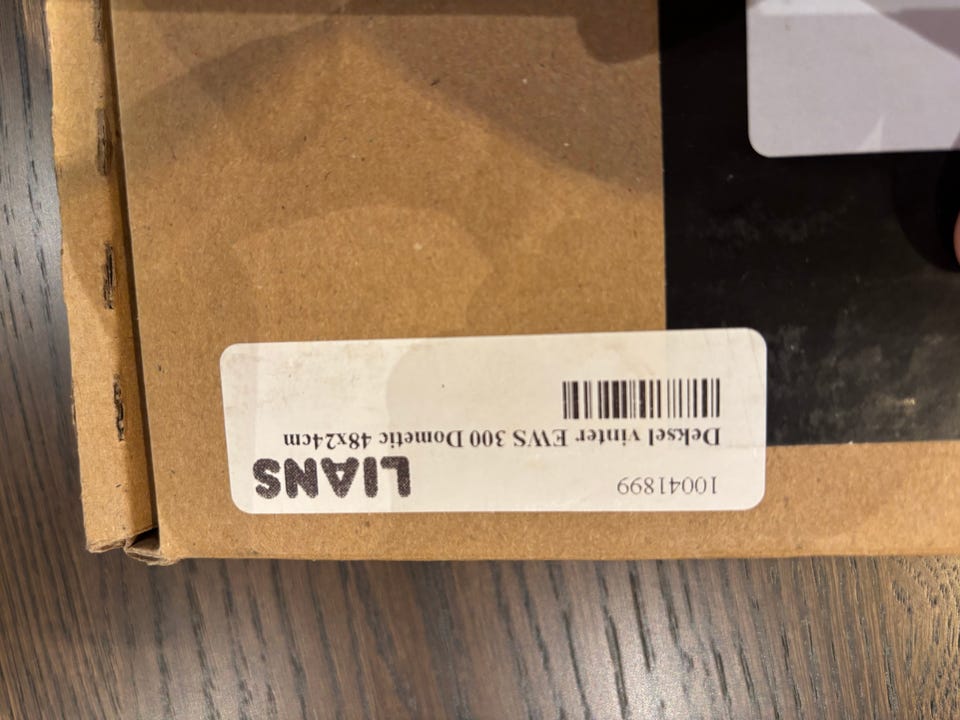 10041899
LIANS
Deksel vinter EWS 300 Dometic 48x24cm